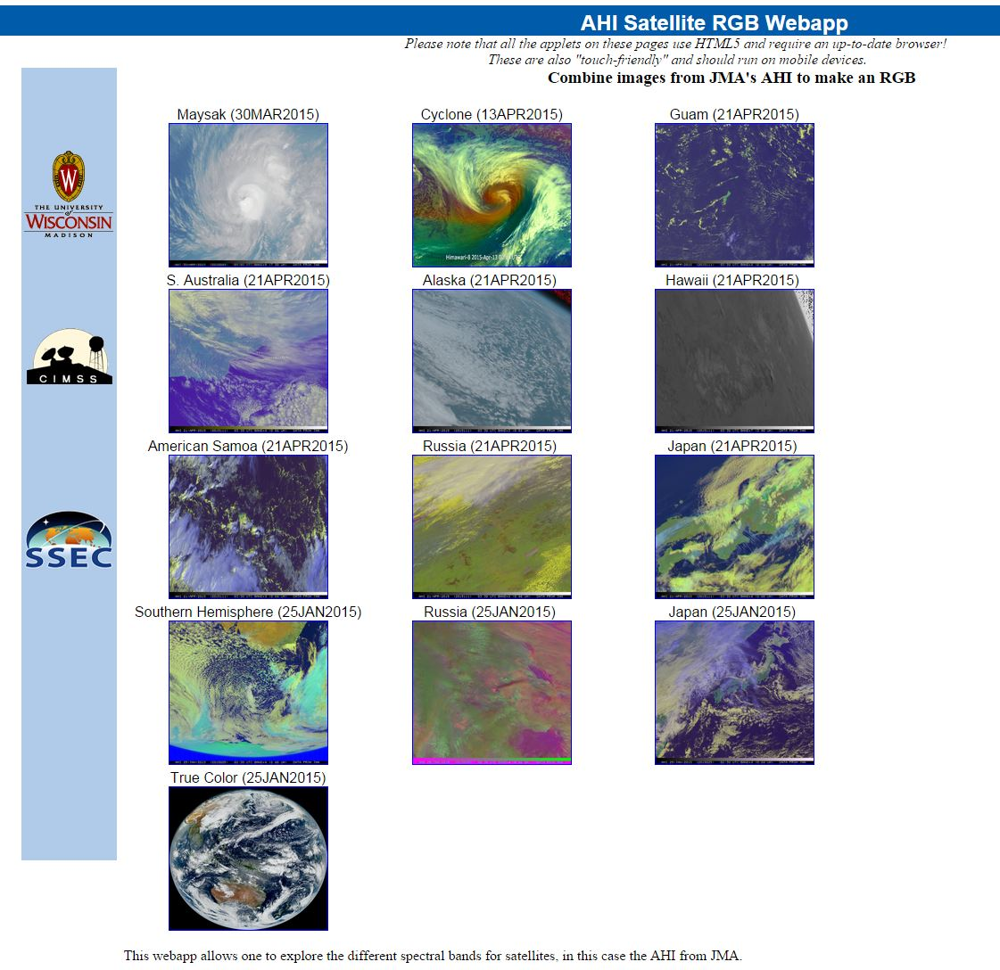 AHI Satellite RGB Webapp
Please note that all the applets on these pages use HTML5 and require an up-to-date browser!
These are also "touch-friendly" and should run on mobile devices.
Combine images from JMA's AHI to make an RGB
Maysak (30MAR2015)
Cyclone (13APR2015)
Guam (21APR2015)
W
THE UNIVERSITY
of
WISCONSIN
MADISON
Himawari-8 2015-Apr-13
S. Australia (21APR2015)
Alaska (21APR2015)
Hawaii (21APR2015)
CIMSS
American Samoa (21APR2015)
Russia (21APR2015)
Japan (21APR2015)
SSEC
Southern Hemisphere (25JAN2015)
Russia (25JAN2015)
Japan (25JAN2015)
True Color (25JAN2015)
This webapp allows one to explore the different spectral bands for satellites, in this case the AHI from JMA.